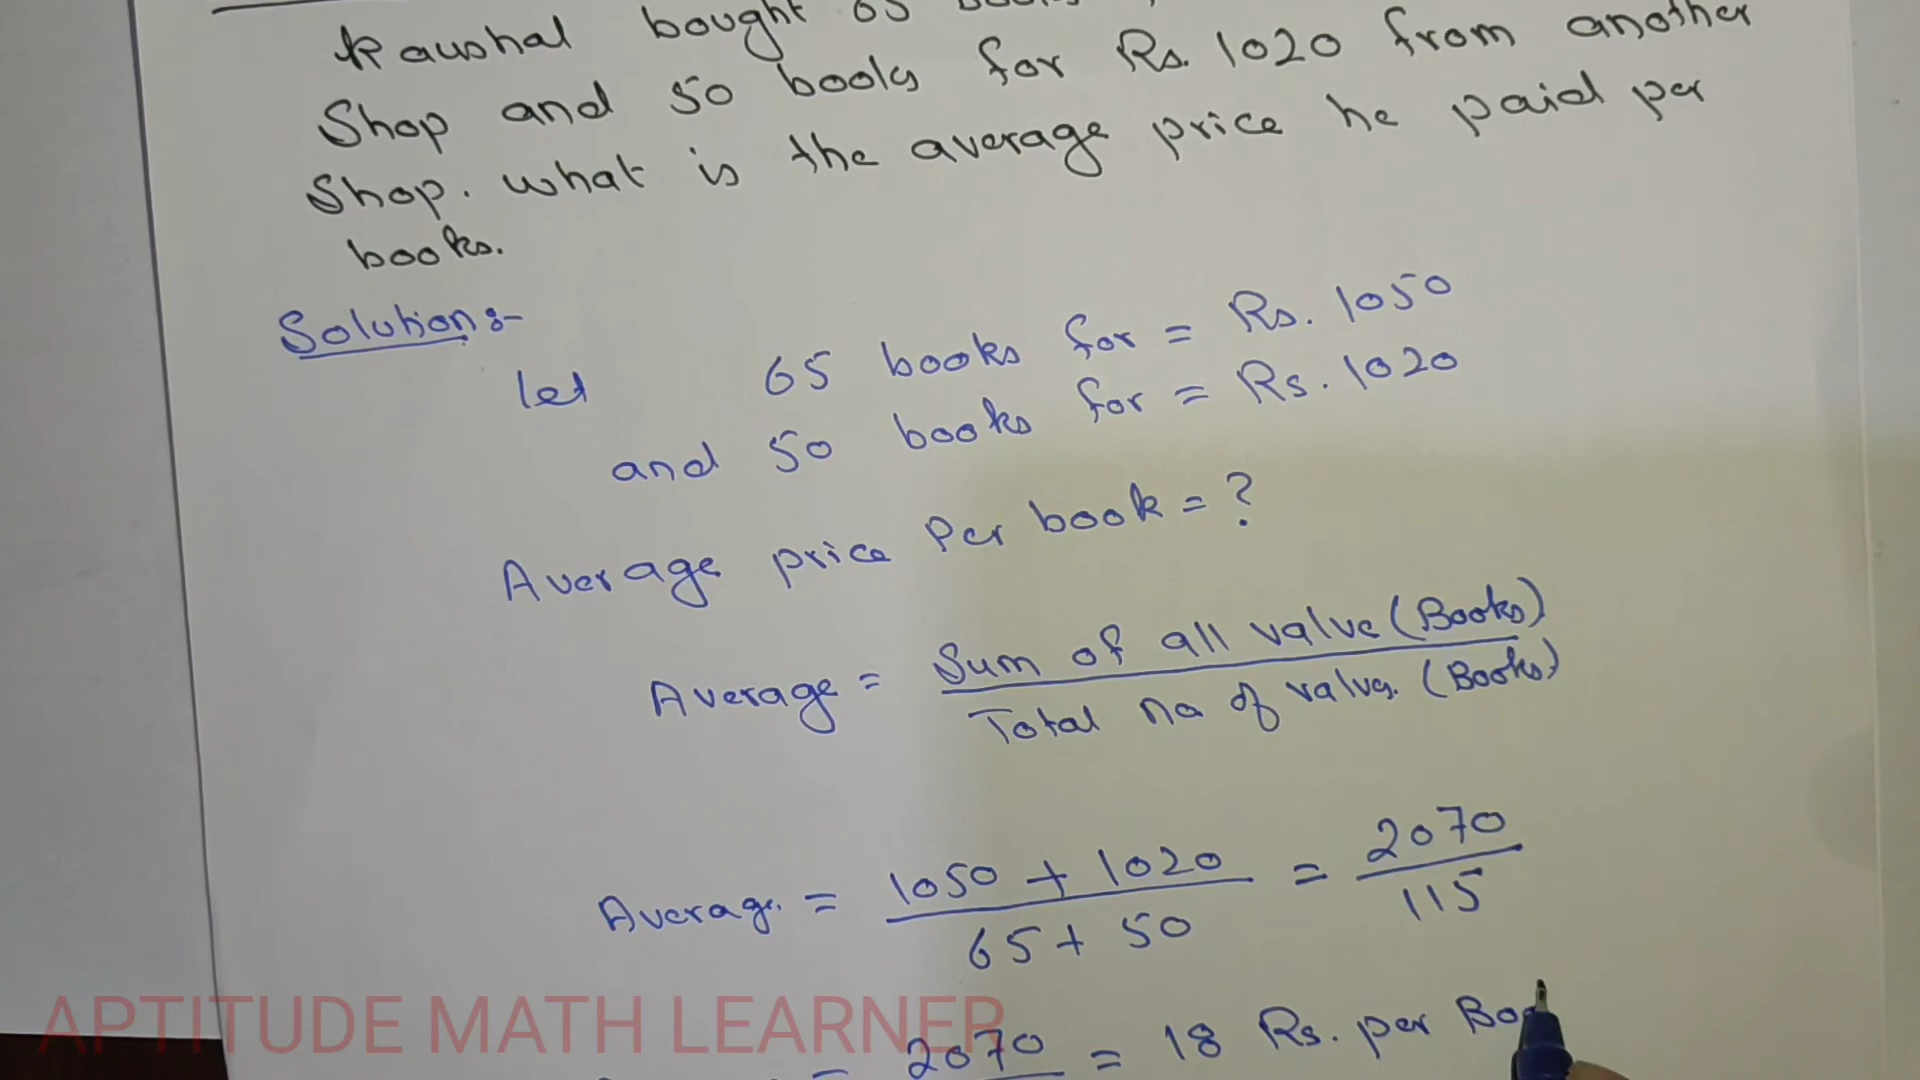 Kaushal bought 65
Shop and 50 books for Rs. 1020 from another
Shop. what is the average price he paid per
books.
Solution:-
let 65 books for = Rs. 1050
and 50 books for = Rs. 1020
Average price Per book = ?
Average = Sum of all value (Books)
Total no of values. (Books)
Average = 1050 + 1020 = 2070
65 + 50 115
2070 = 18 Rs. per
APTITUDE MATH LEARNER